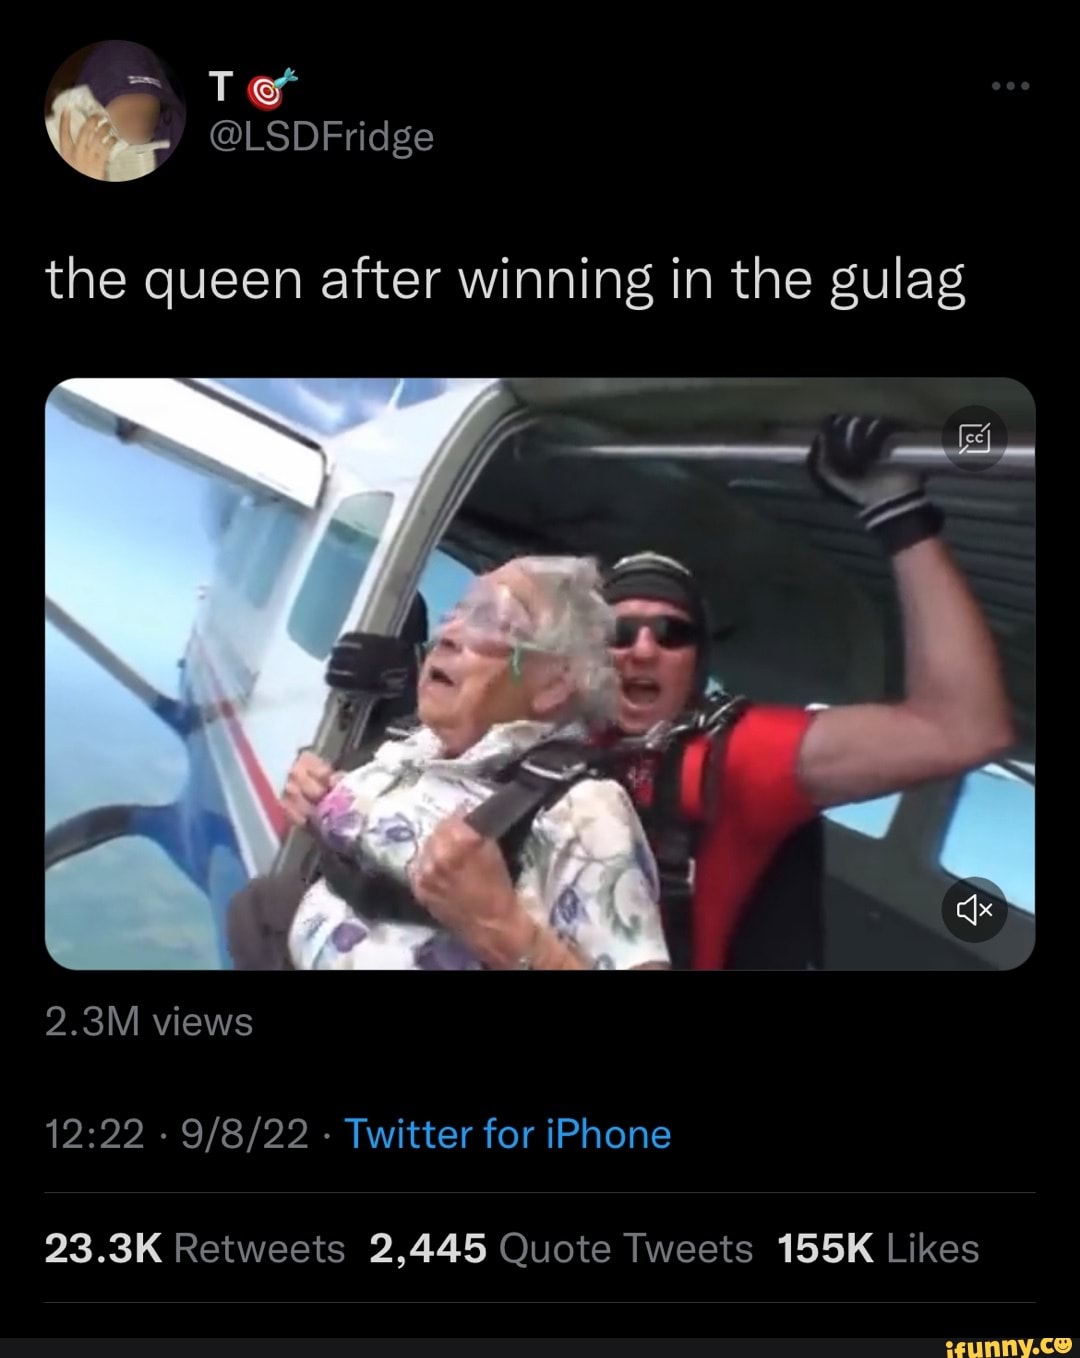 T 🎯
@LSDFridge
the queen after winning in the gulag
CC
2.3M views
12:22 · 9/8/22 · Twitter for iPhone
23.3K Retweets 2,445 Quote Tweets 155K Likes
ifunny.co